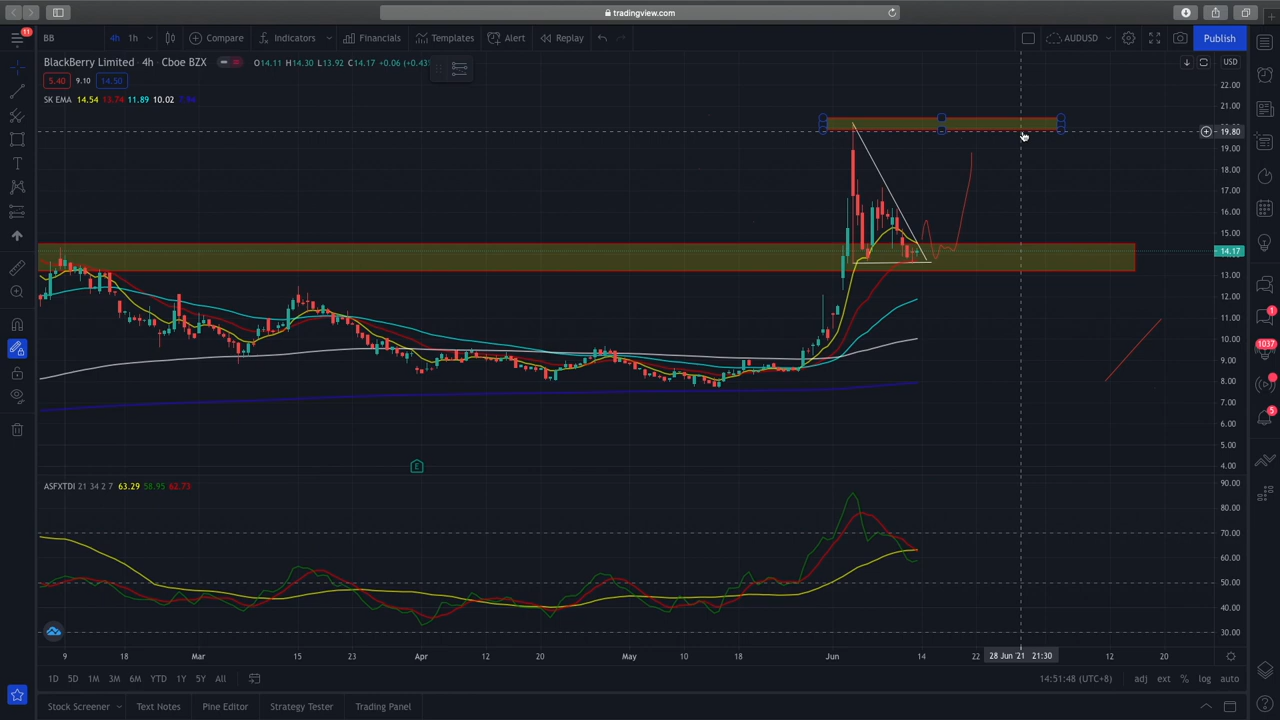 tradingview.com
11
BB
4h
1h
Compare
Indicators
Financials
Templates
Alert
Replay
AUDUSD
Publish
BlackBerry Limited · 4h · Cboe BZX
O14.11 H14.30 L13.92 C14.17 +0.06 (+0.43
USD
5.40
9.10
14.50
SK EMA 14.54 13.74 11.89 10.02
22.00
21.00
19.80
19.00
18.00
17.00
16.00
15.00
14.17
13.00
12.00
11.00
10.00
9.00
8.00
7.00
6.00
5.00
4.00
1
1037
5
E
ASFXTDI 21 34 2 7 63.29 58.95 62.73
90.00
80.00
70.00
60.00
50.00
40.00
30.00
9
18
Mar
15
23
Apr
12
20
May
10
18
Jun
14
22
28 Jun '21 21:30
12
20
1D
5D
1M
3M
6M
YTD
1Y
5Y
All
14:51:48 (UTC+8)
adj
ext
%
log
auto
Stock Screener
Text Notes
Pine Editor
Strategy Tester
Trading Panel